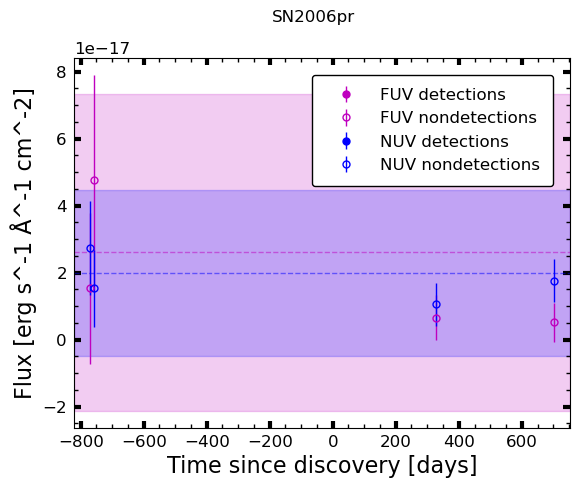 SN2006pr
1e−17
8
6
4
2
0
−2
Flux [erg s^-1 Å^-1 cm^-2]
FUV detections
FUV nondetections
NUV detections
NUV nondetections
−800 −600 −400 −200 0 200 400 600
Time since discovery [days]